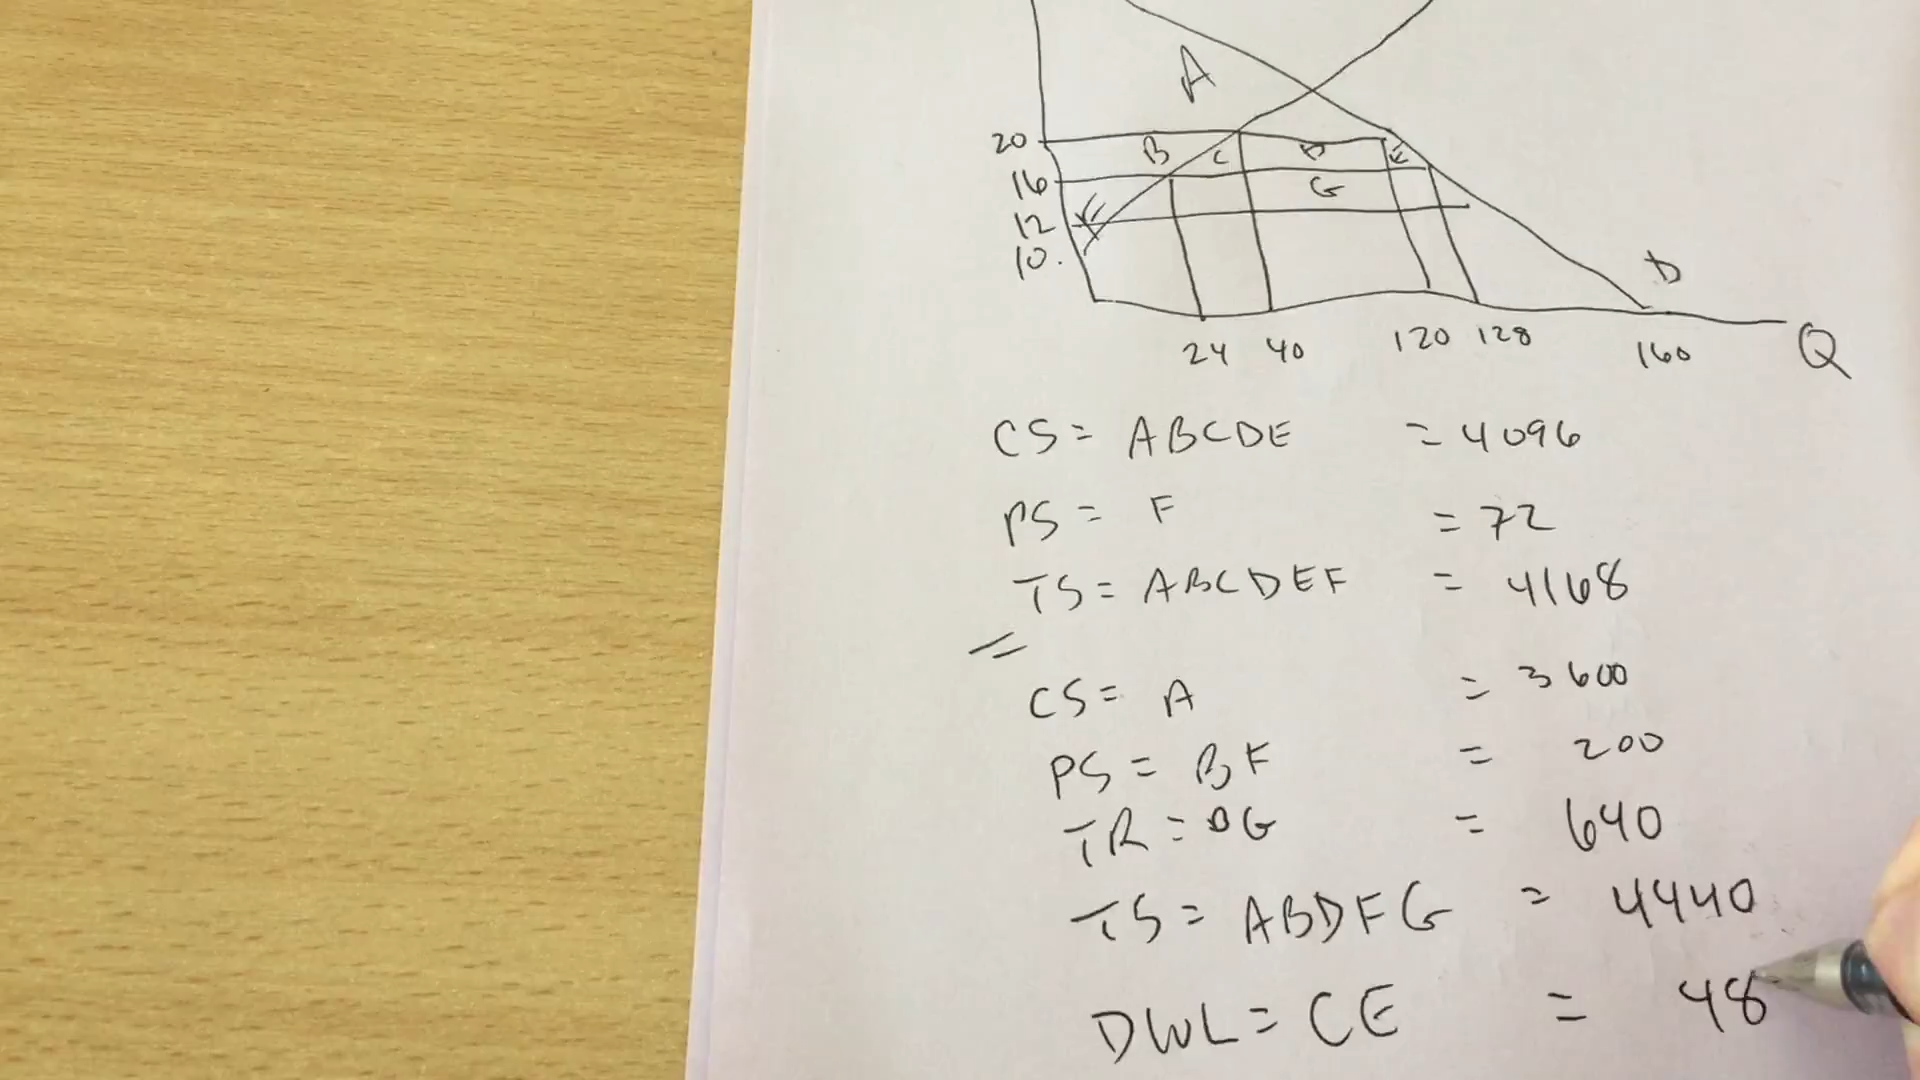 A
20 B C D E
16 G
12 F
10.
D
24 40 120 128 160 Q
CS = ABCDE = 4096
PS = F = 72
TS = ABCDEF = 4168
CS = A = 3600
PS = BF = 200
TR = DG = 640
TS = ABDFG = 4440
DWL = CE = 48